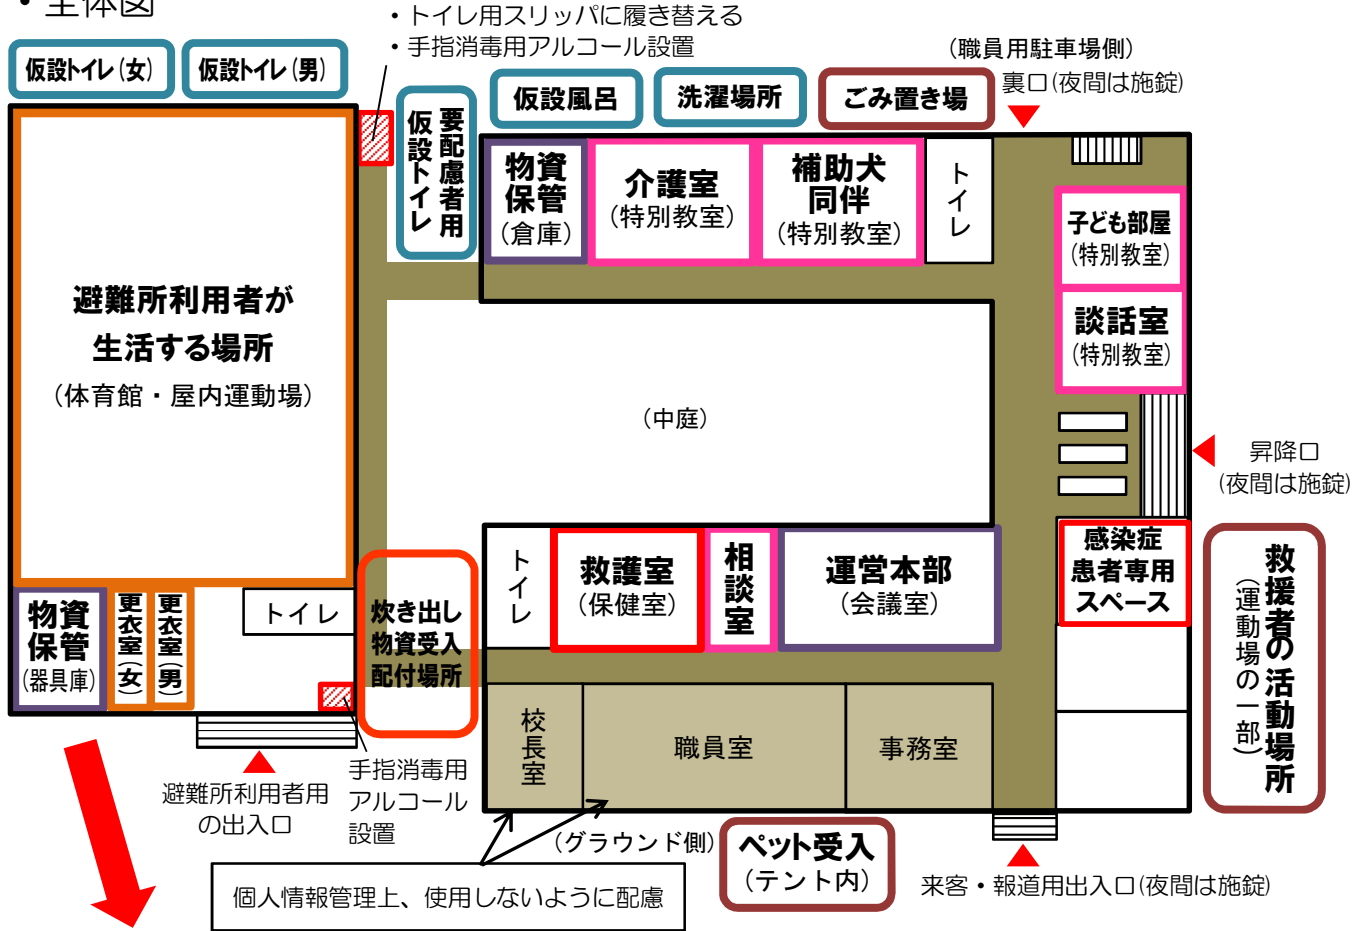 ・全体図
・トイレ用スリッパに履き替える
・手指消毒用アルコール設置
仮設トイレ(女)
仮設トイレ(男)
要配慮者用
仮設トイレ
仮設風呂
洗濯場所
ごみ置き場
(職員用駐車場側)
裏口(夜間は施錠)
避難所利用者が
生活する場所
(体育館・屋内運動場)
物資
保管
(倉庫)
介護室
(特別教室)
補助犬
同伴
(特別教室)
トイレ
子ども部屋
(特別教室)
談話室
(特別教室)
(中庭)
昇降口
(夜間は施錠)
物資
保管
(器具庫)
更衣室(女)
更衣室(男)
トイレ
炊き出し
物資受入
配付場所
トイレ
救護室
(保健室)
相談室
運営本部
(会議室)
感染症
患者専用
スペース
救援者の活動場所
(運動場の一部)
校長室
職員室
事務室
避難所利用者用
の出入口
手指消毒用
アルコール
設置
(グラウンド側)
ペット受入
(テント内)
来客・報道用出入口(夜間は施錠)
個人情報管理上、使用しないように配慮